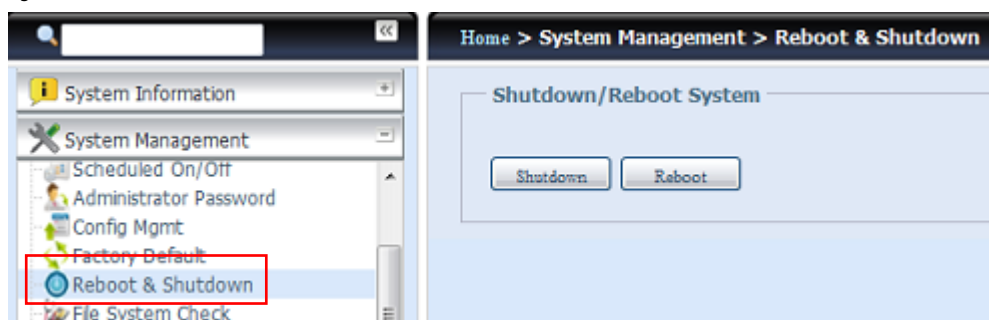 Home > System Management > Reboot & Shutdown
System Information
System Management
Scheduled On/Off
Administrator Password
Config Mgmt
Factory Default
Reboot & Shutdown
File System Check
Shutdown/Reboot System
Shutdown Reboot